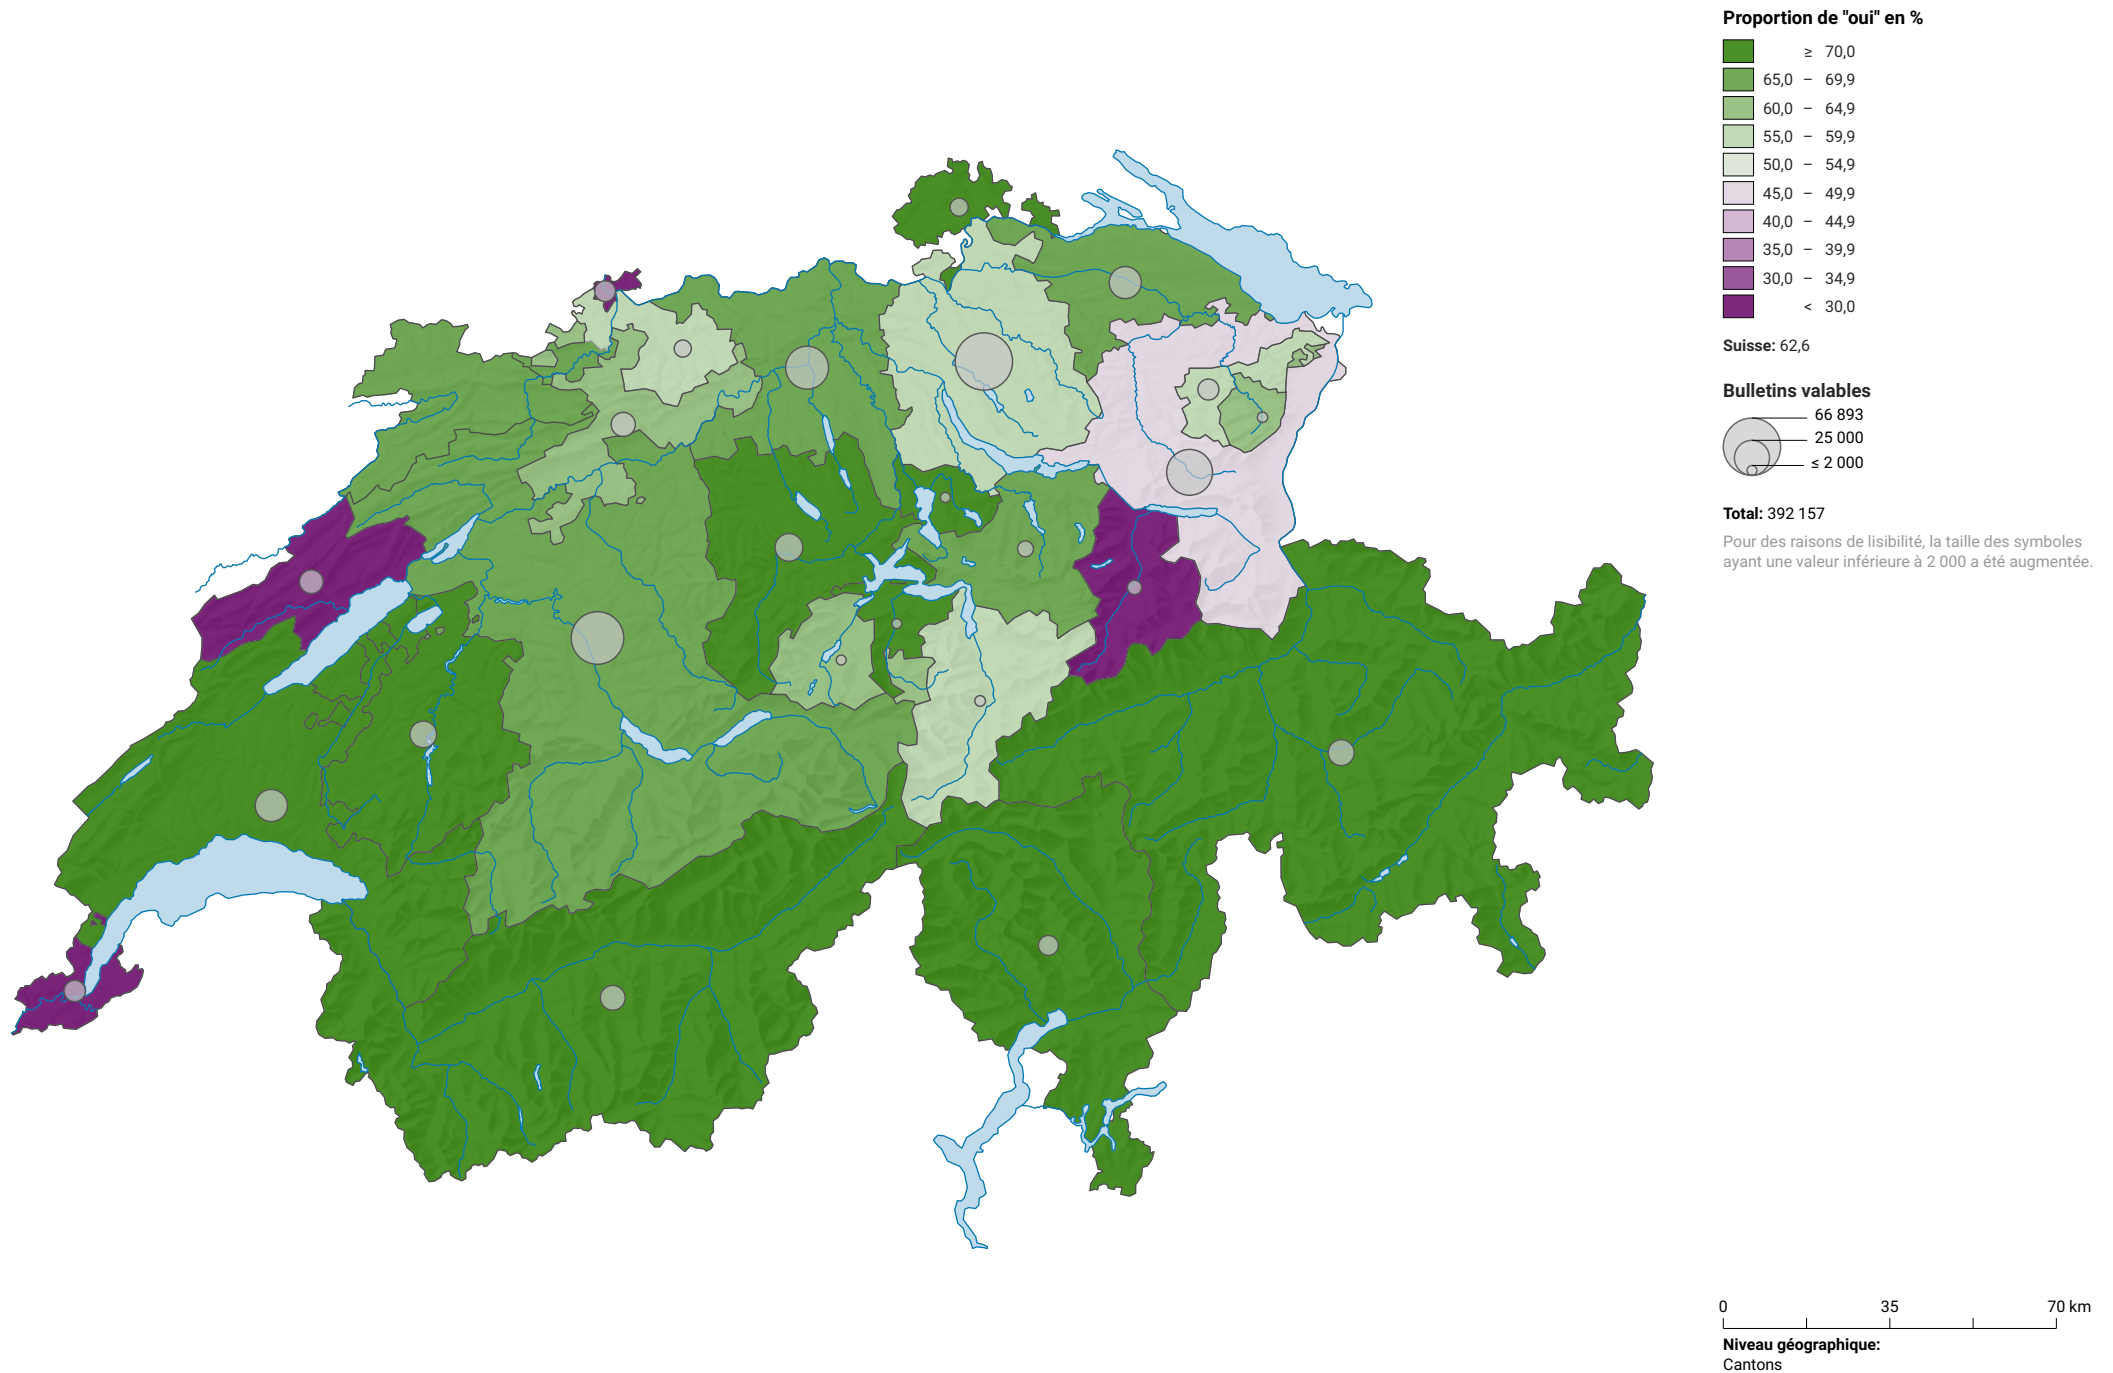 Proportion de "oui" en %
≥ 70,0
65,0 – 69,9
60,0 – 64,9
55,0 – 59,9
50,0 – 54,9
45,0 – 49,9
40,0 – 44,9
35,0 – 39,9
30,0 – 34,9
< 30,0
Suisse: 62,6
Bulletins valables
66 893
25 000
≤ 2 000
Total: 392 157
Pour des raisons de lisibilité, la taille des symboles
ayant une valeur inférieure à 2 000 a été augmentée.
0 35 70 km
Niveau géographique:
Cantons